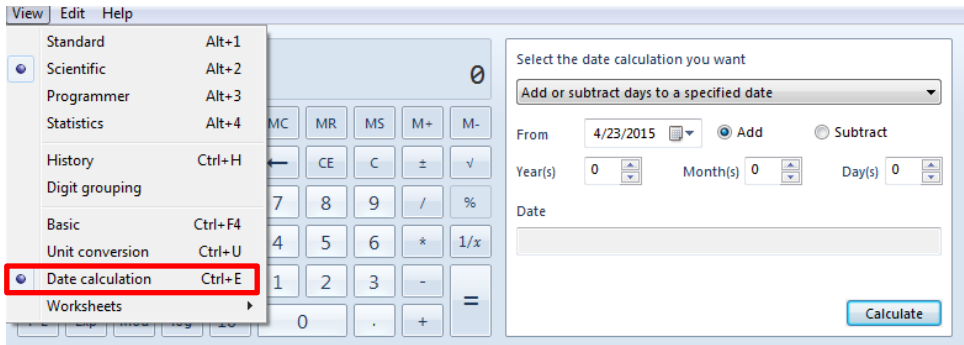 View Edit Help
Standard Alt+1
Scientific Alt+2
Programmer Alt+3
Statistics Alt+4
History Ctrl+H
Digit grouping
Basic Ctrl+F4
Unit conversion Ctrl+U
Date calculation Ctrl+E
Worksheets
0
MC MR MS M+ M-
← CE C ± √
7 8 9 / %
4 5 6 * 1/x
1 2 3 - =
0 . +
Select the date calculation you want
Add or subtract days to a specified date
From 4/23/2015 Add Subtract
Year(s) 0 Month(s) 0 Day(s) 0
Date
Calculate